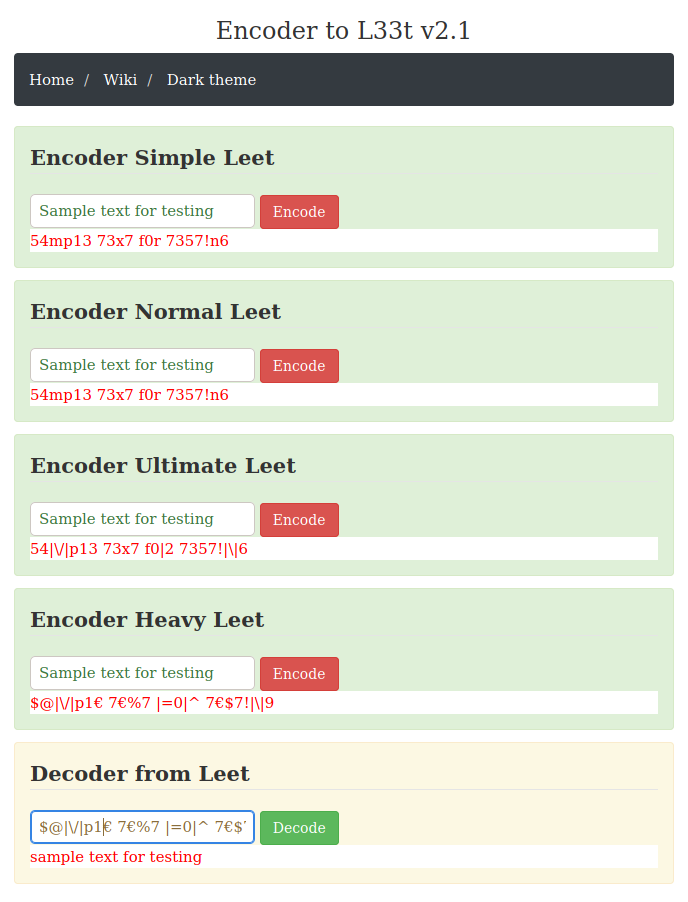 Encoder to L33t v2.1
Home / Wiki / Dark theme
Encoder Simple Leet
Sample text for testing Encode
54mp13 73x7 f0r 7357!n6
Encoder Normal Leet
Sample text for testing Encode
54mp13 73x7 f0r 7357!n6
Encoder Ultimate Leet
Sample text for testing Encode
54|\/|p13 73x7 f0|2 7357!|\|6
Encoder Heavy Leet
Sample text for testing Encode
$@|\/|p1€ 7€%7 |=0|^ 7€$7!|\|9
Decoder from Leet
$@|\/|p1€ 7€%7 |=0|^ 7€$ Decode
sample text for testing